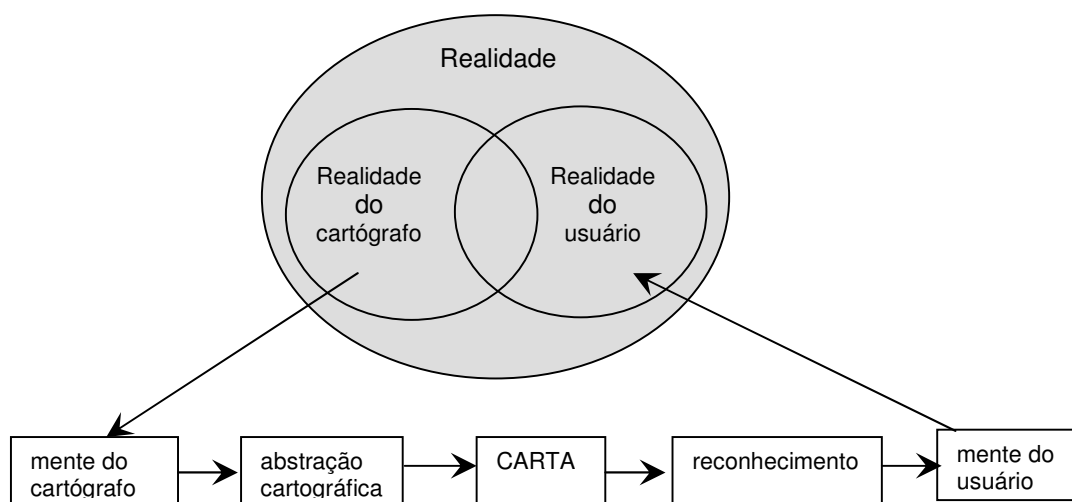 Realidade
Realidade
do
cartógrafo
Realidade
do
usuário
mente do
cartógrafo
abstração
cartográfica
CARTA
reconhecimento
mente do
usuário